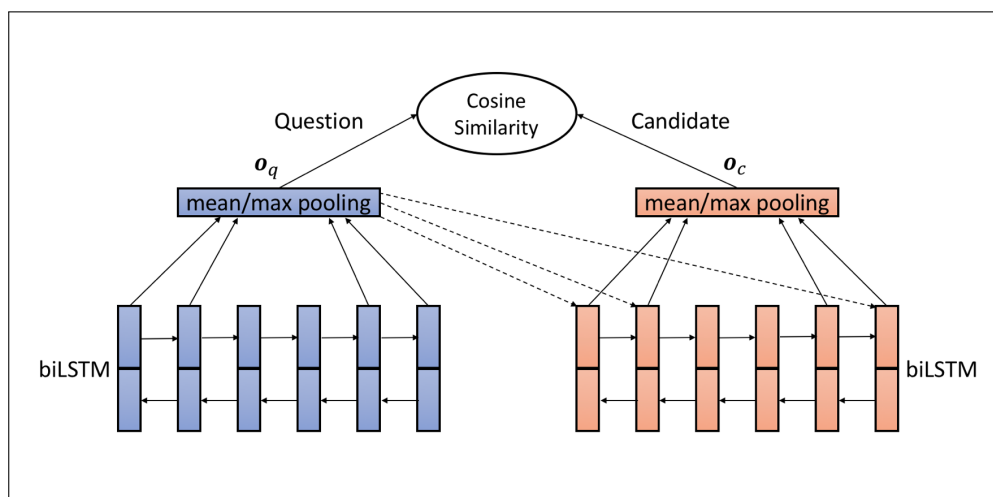 Cosine
Similarity
Question
Candidate
o_q
o_c
mean/max pooling
mean/max pooling
biLSTM
biLSTM